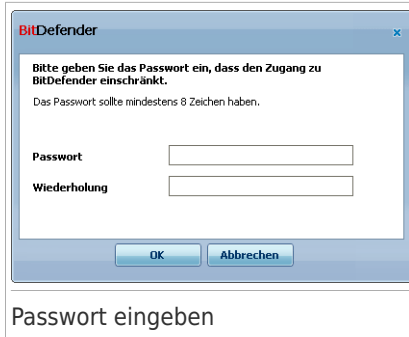 BitDefender
Bitte geben Sie das Passwort ein, dass den Zugang zu
BitDefender einschränkt.
Das Passwort sollte mindestens 8 Zeichen haben.
Passwort
Wiederholung
OK Abbrechen
Passwort eingeben